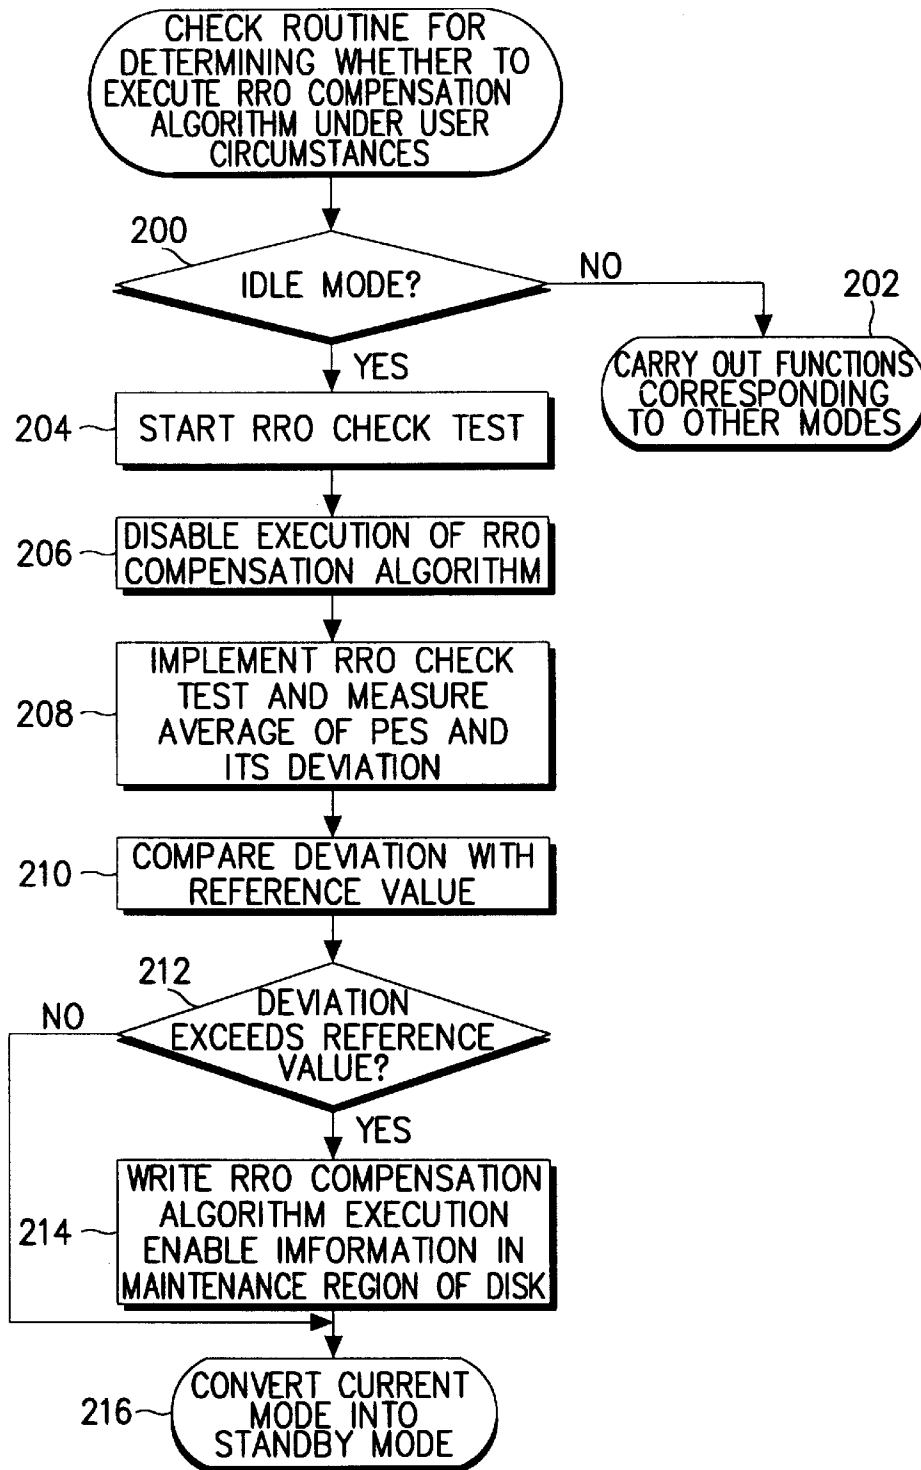 CHECK ROUTINE FOR
DETERMINING WHETHER TO
EXECUTE RRO COMPENSATION
ALGORITHM UNDER USER
CIRCUMSTANCES
200
IDLE MODE?
NO
202
CARRY OUT FUNCTIONS
CORRESPONDING
TO OTHER MODES
YES
204
START RRO CHECK TEST
206
DISABLE EXECUTION OF RRO
COMPENSATION ALGORITHM
208
IMPLEMENT RRO CHECK
TEST AND MEASURE
AVERAGE OF PES AND
ITS DEVIATION
210
COMPARE DEVIATION WITH
REFERENCE VALUE
212
DEVIATION
EXCEEDS REFERENCE
VALUE?
NO
YES
214
WRITE RRO COMPENSATION
ALGORITHM EXECUTION
ENABLE IMFORMATION IN
MAINTENANCE REGION OF DISK
216
CONVERT CURRENT
MODE INTO
STANDBY MODE